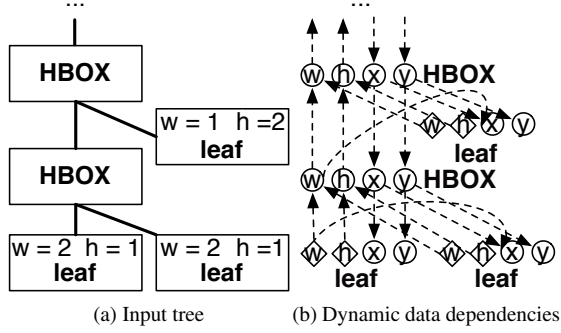 ...
HBOX
w = 1 h =2
leaf
HBOX
w = 2 h = 1
leaf
w = 2 h =1
leaf
(a) Input tree
...
w h x y HBOX
w h x y
leaf
w h x y HBOX
w h x y w h x y
leaf leaf
(b) Dynamic data dependencies